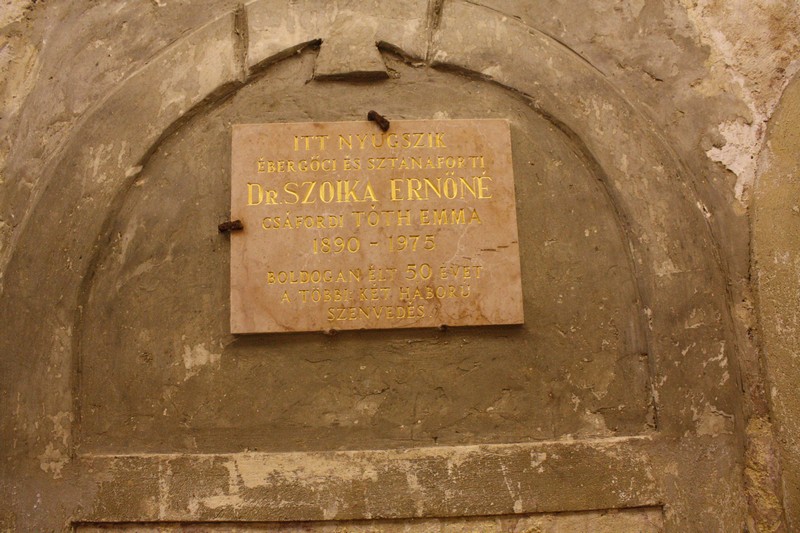 ITT NYUGSZIK
ÉBERGŐCI ÉS SZTANAFORTI
DR. SZOIKA ERNŐNÉ
CSÁFORDI TÓTH EMMA
1890 - 1975
BOLDOGAN ÉLT 50 ÉVET
A TÖBBI KÉT HÁBORÚ
SZENVEDÉS